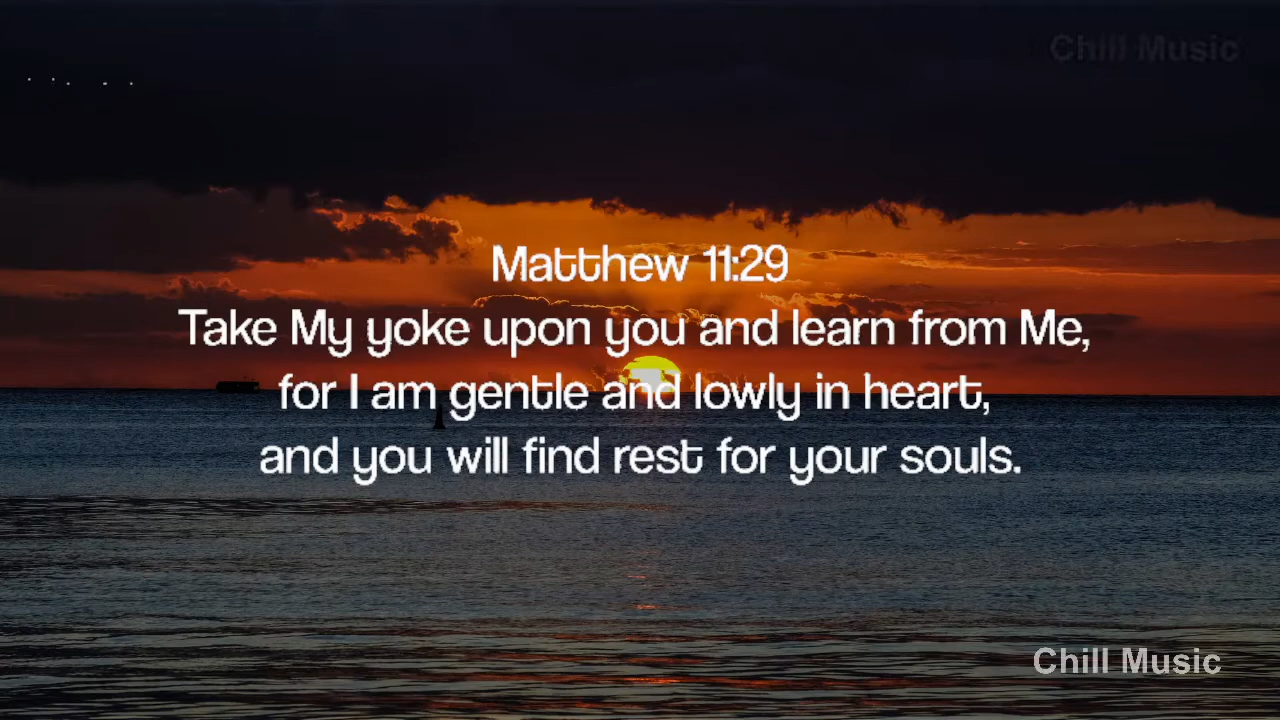 Chill Music
Matthew 11:29
Take My yoke upon you and learn from Me,
for I am gentle and lowly in heart,
and you will find rest for your souls.
Chill Music